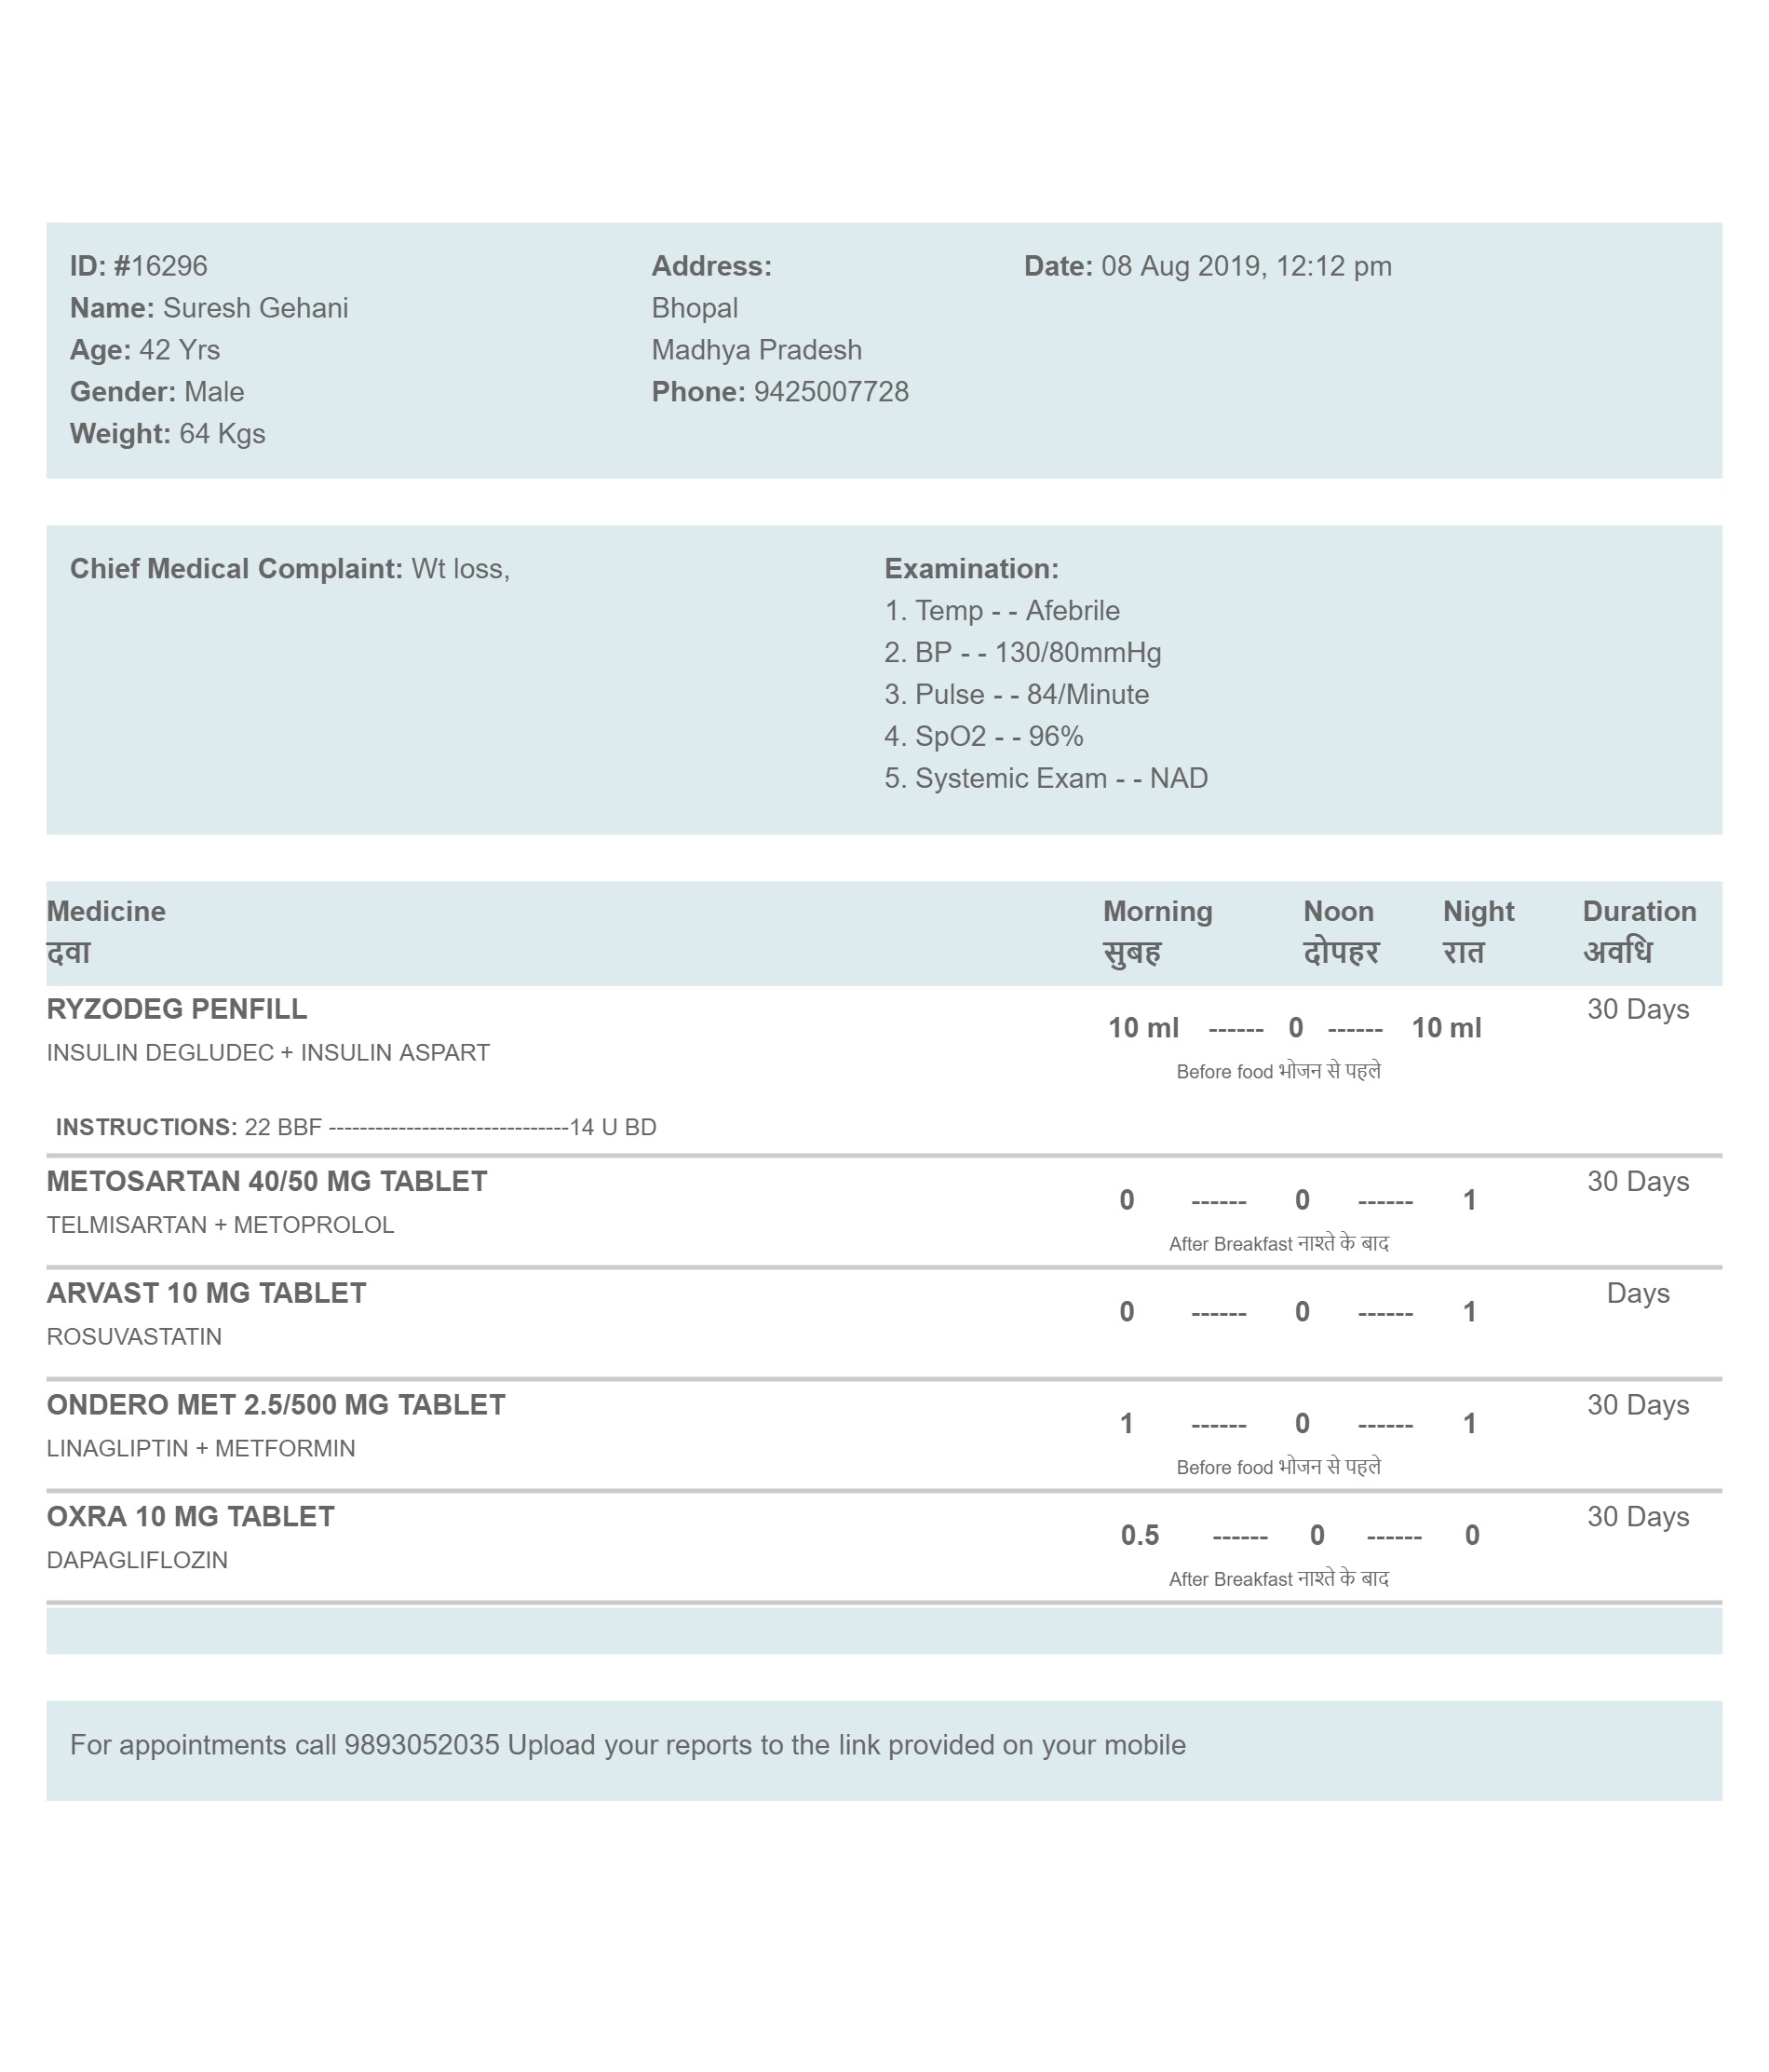 ID: #16296
Name: Suresh Gehani
Age: 42 Yrs
Gender: Male
Weight: 64 Kgs
Address:
Bhopal
Madhya Pradesh
Phone: 9425007728
Date: 08 Aug 2019, 12:12 pm
Chief Medical Complaint: Wt loss,
Examination:
1. Temp - - Afebrile
2. BP - - 130/80mmHg
3. Pulse - - 84/Minute
4. SpO2 - - 96%
5. Systemic Exam - - NAD
Medicine Morning Noon Night Duration
दवा सुबह दोपहर रात अवधि
RYZODEG PENFILL 30 Days
10 ml ------ 0 ------ 10 ml
INSULIN DEGLUDEC + INSULIN ASPART
Before food भोजन से पहले
INSTRUCTIONS: 22 BBF -------------------------------14 U BD
METOSARTAN 40/50 MG TABLET 30 Days
0 ------ 0 ------ 1
TELMISARTAN + METOPROLOL
After Breakfast नाश्ते के बाद
ARVAST 10 MG TABLET Days
0 ------ 0 ------ 1
ROSUVASTATIN
ONDERO MET 2.5/500 MG TABLET 30 Days
1 ------ 0 ------ 1
LINAGLIPTIN + METFORMIN
Before food भोजन से पहले
OXRA 10 MG TABLET 30 Days
0.5 ------ 0 ------ 0
DAPAGLIFLOZIN
After Breakfast नाश्ते के बाद
For appointments call 9893052035 Upload your reports to the link provided on your mobile